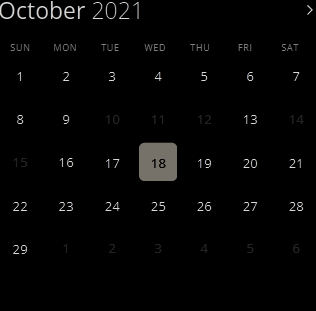 October 2021
SUN MON TUE WED THU FRI SAT
1 2 3 4 5 6 7
8 9 10 11 12 13 14
15 16 17 18 19 20 21
22 23 24 25 26 27 28
29 1 2 3 4 5 6